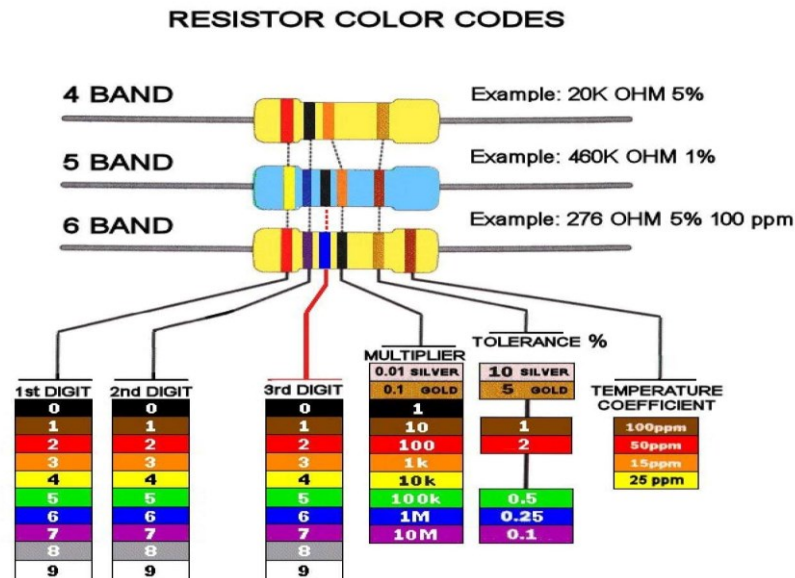 RESISTOR COLOR CODES
4 BAND
Example: 20K OHM 5%
5 BAND
Example: 460K OHM 1%
6 BAND
Example: 276 OHM 5% 100 ppm
1st DIGIT
0
1
2
3
4
5
6
7
8
9
2nd DIGIT
0
1
2
3
4
5
6
7
8
9
3rd DIGIT
0
1
2
3
4
5
6
7
8
9
MULTIPLIER
0.01 SILVER
0.1 GOLD
1
10
100
1k
10k
100k
1M
10M
TOLERANCE %
10 SILVER
5 GOLD
1
2
0.5
0.25
0.1
TEMPERATURE
COEFFICIENT
100ppm
50ppm
15ppm
25 ppm